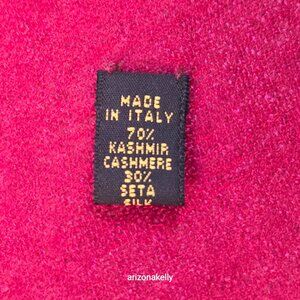 MADE
IN ITALY
70%
KASHMIR
CASHMERE
30%
SETA
SILK
arizonakelly